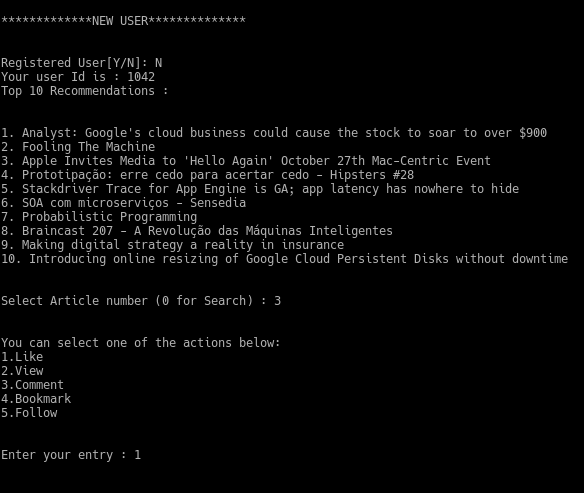 *************NEW USER**************
Registered User[Y/N]: N
Your user Id is : 1042
Top 10 Recommendations :
1. Analyst: Google's cloud business could cause the stock to soar to over $900
2. Fooling The Machine
3. Apple Invites Media to 'Hello Again' October 27th Mac-Centric Event
4. Prototipação: erre cedo para acertar cedo – Hipsters #28
5. Stackdriver Trace for App Engine is GA; app latency has nowhere to hide
6. SOA com microserviços – Sensedia
7. Probabilistic Programming
8. Braincast 207 – A Revolução das Máquinas Inteligentes
9. Making digital strategy a reality in insurance
10. Introducing online resizing of Google Cloud Persistent Disks without downtime
Select Article number (0 for Search) : 3
You can select one of the actions below:
1.Like
2.View
3.Comment
4.Bookmark
5.Follow
Enter your entry : 1